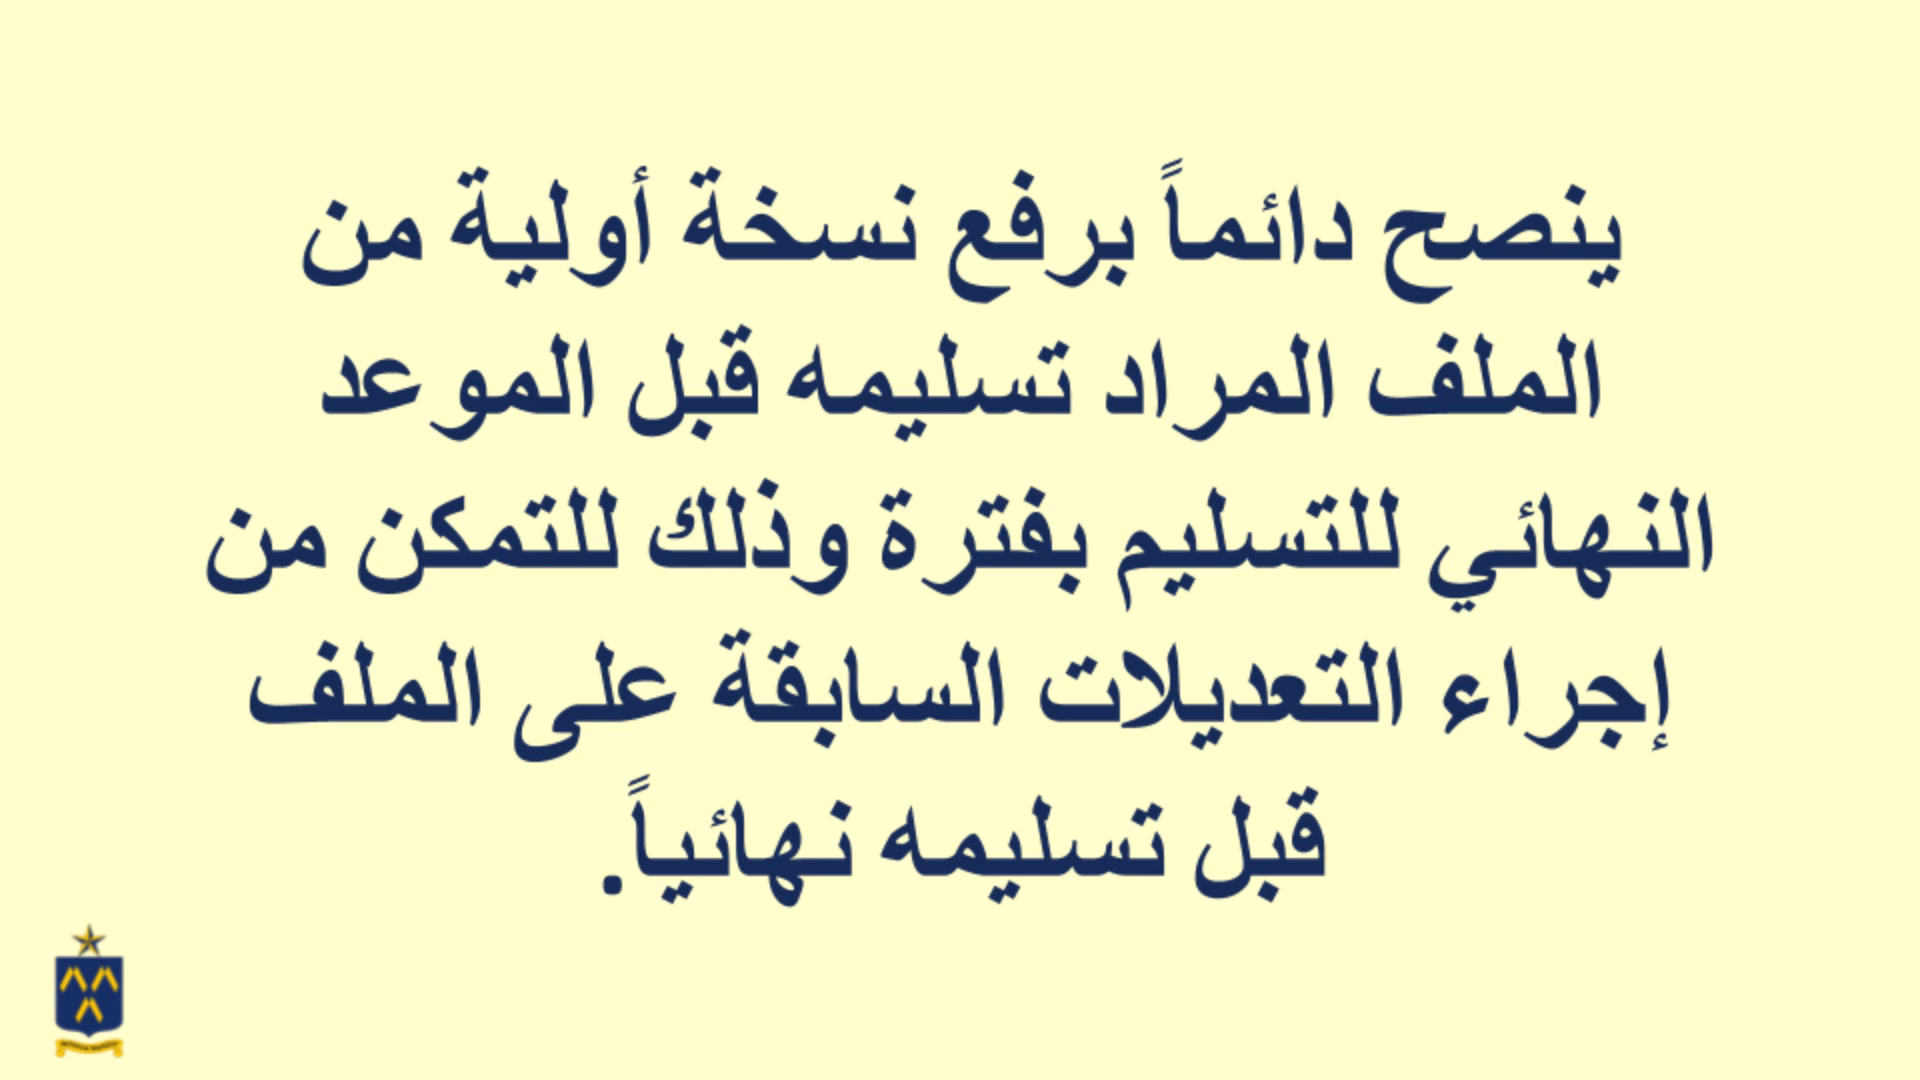 ينصح دائماً برفع نسخة أولية من
الملف المراد تسليمه قبل الموعد
النهائي للتسليم بفترة وذلك للتمكن من
إجراء التعديلات السابقة على الملف
قبل تسليمه نهائياً.